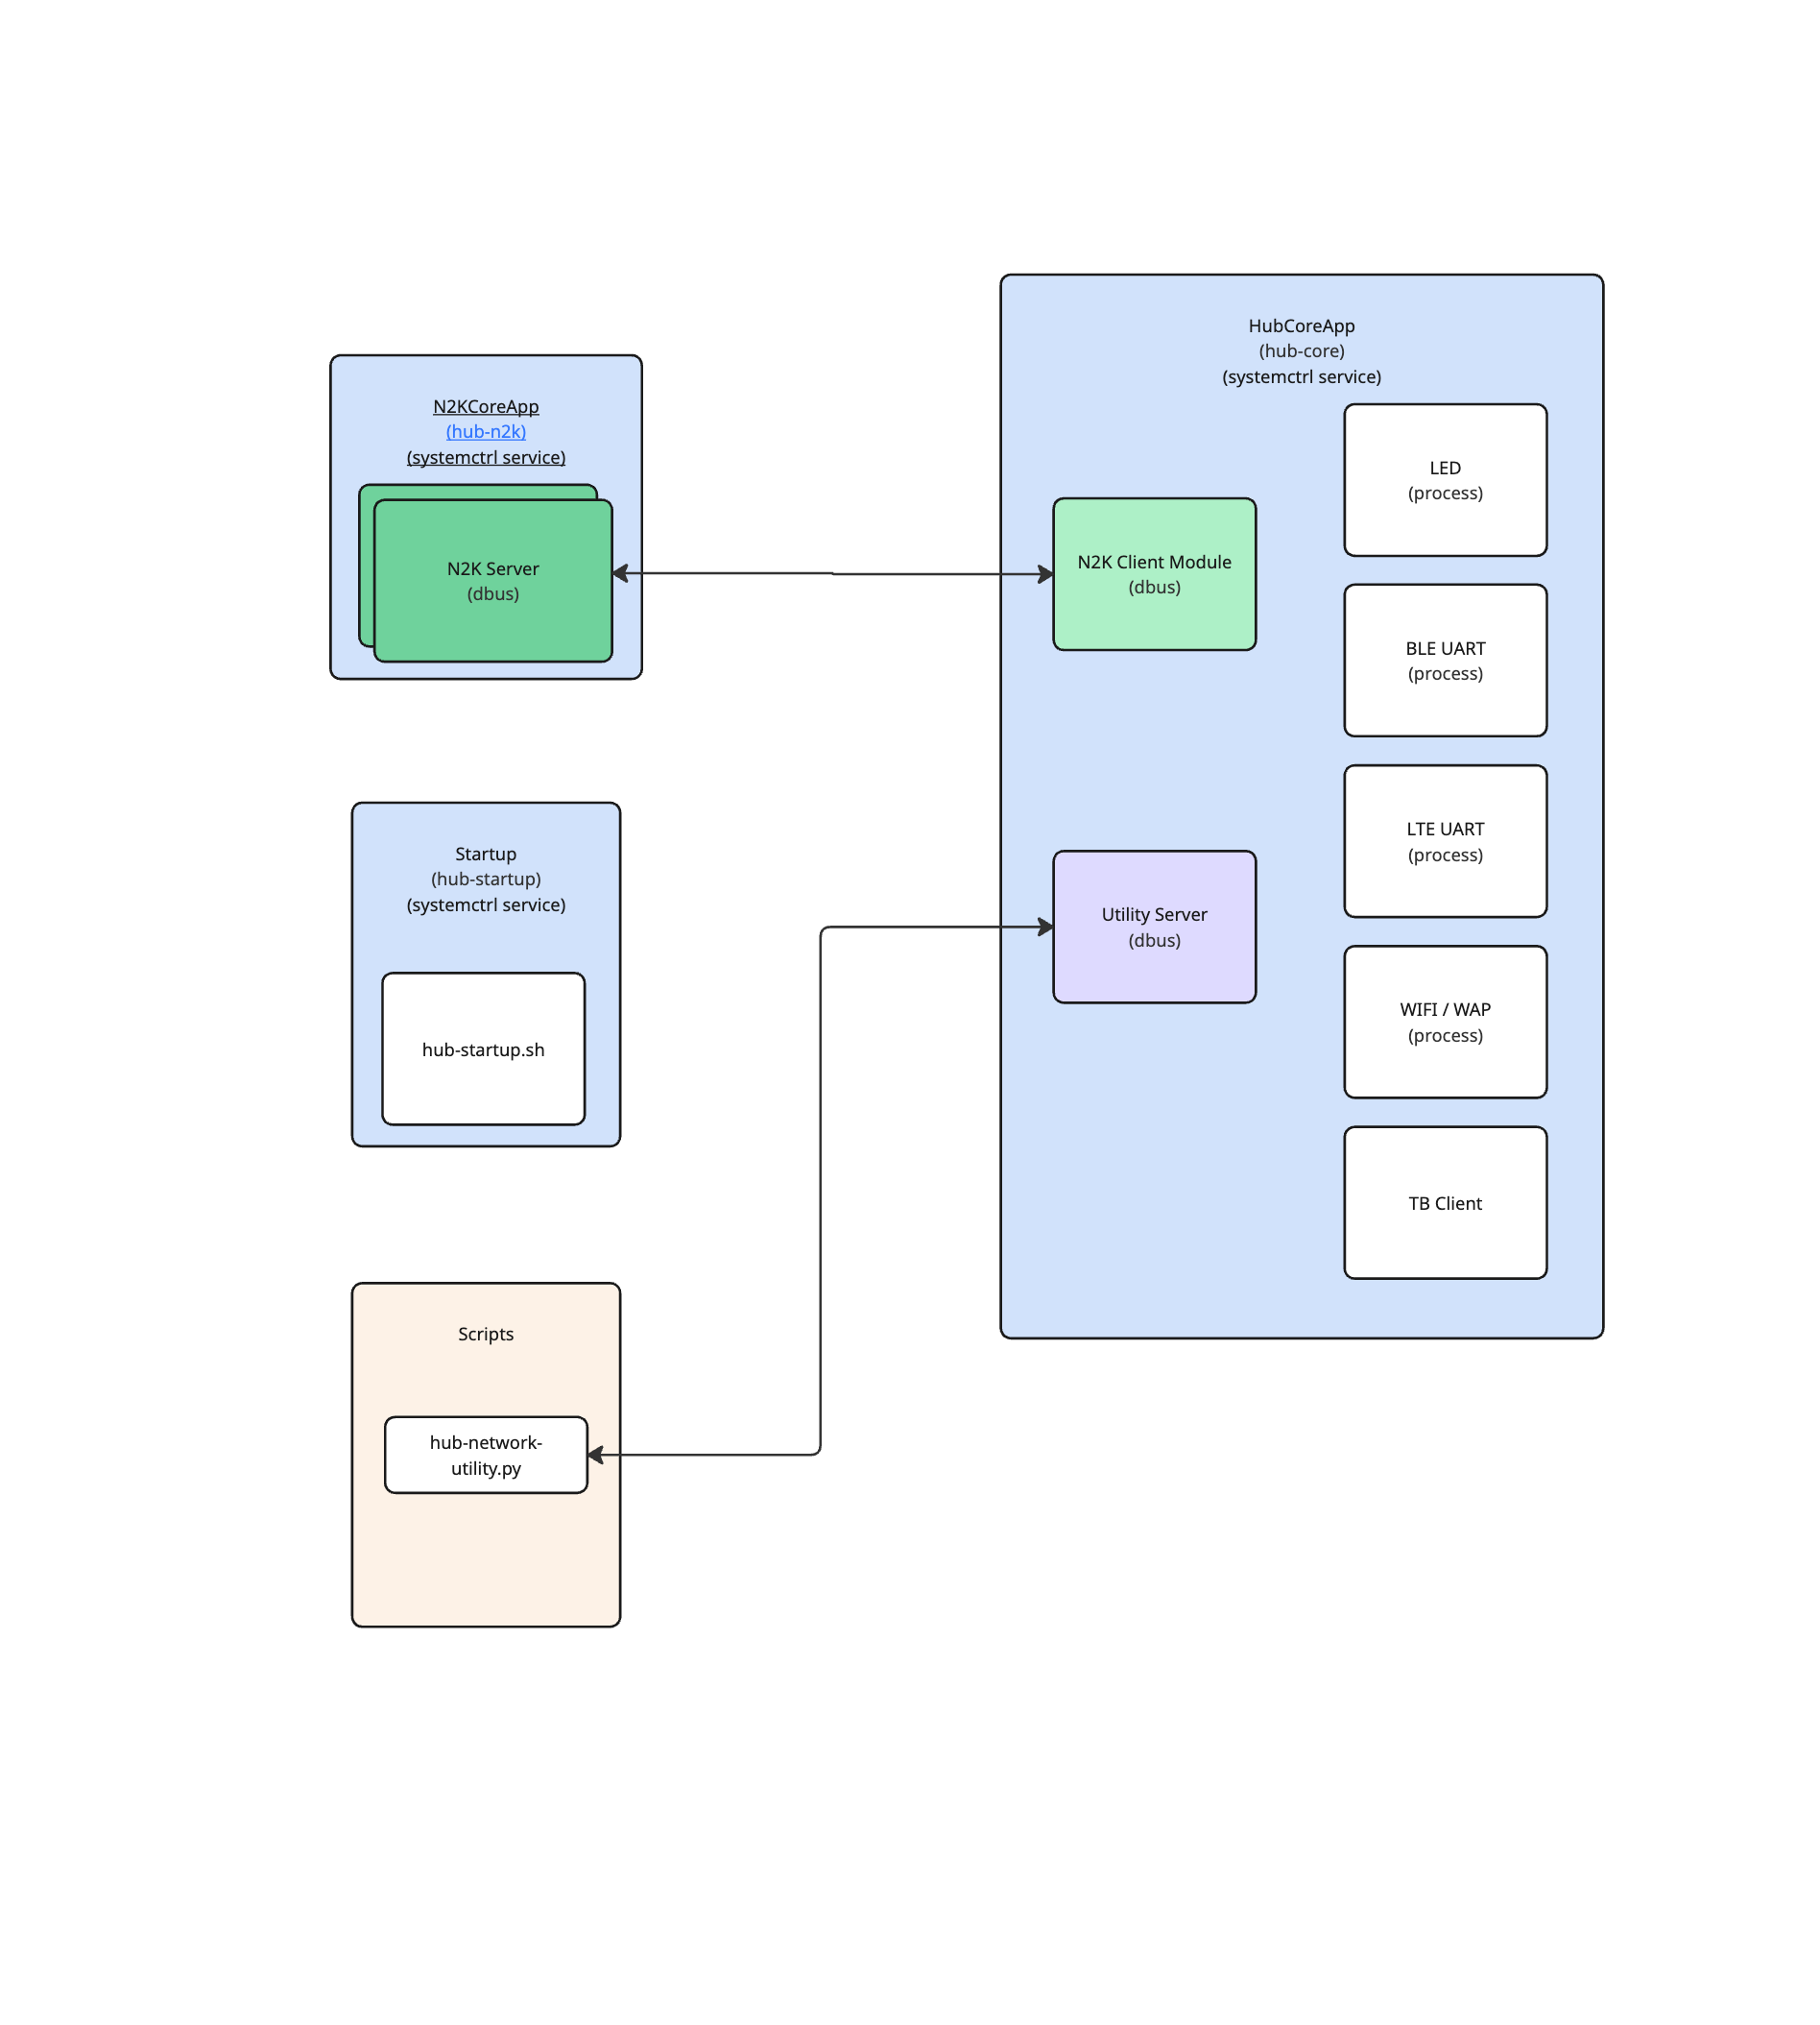 HubCoreApp
(hub-core)
(systemctrl service)
N2KCoreApp
(hub-n2k)
(systemctrl service)
LED
(process)
N2K Server
(dbus)
N2K Client Module
(dbus)
BLE UART
(process)
LTE UART
(process)
Startup
(hub-startup)
(systemctrl service)
Utility Server
(dbus)
hub-startup.sh
WIFI / WAP
(process)
TB Client
Scripts
hub-network-
utility.py